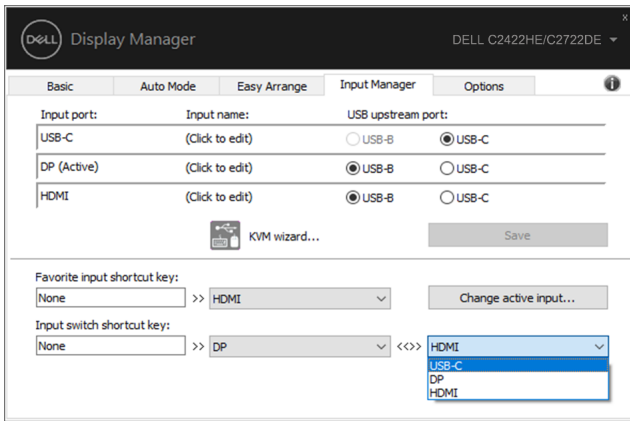 x
DELL Display Manager DELL C2422HE/C2722DE
Basic Auto Mode Easy Arrange Input Manager Options i
Input port: Input name: USB upstream port:
USB-C (Click to edit) USB-B USB-C
DP (Active) (Click to edit) USB-B USB-C
HDMI (Click to edit) USB-B USB-C
KVM wizard... Save
Favorite input shortcut key:
None >> HDMI Change active input...
Input switch shortcut key:
None >> DP <<>> HDMI
USB-C
DP
HDMI